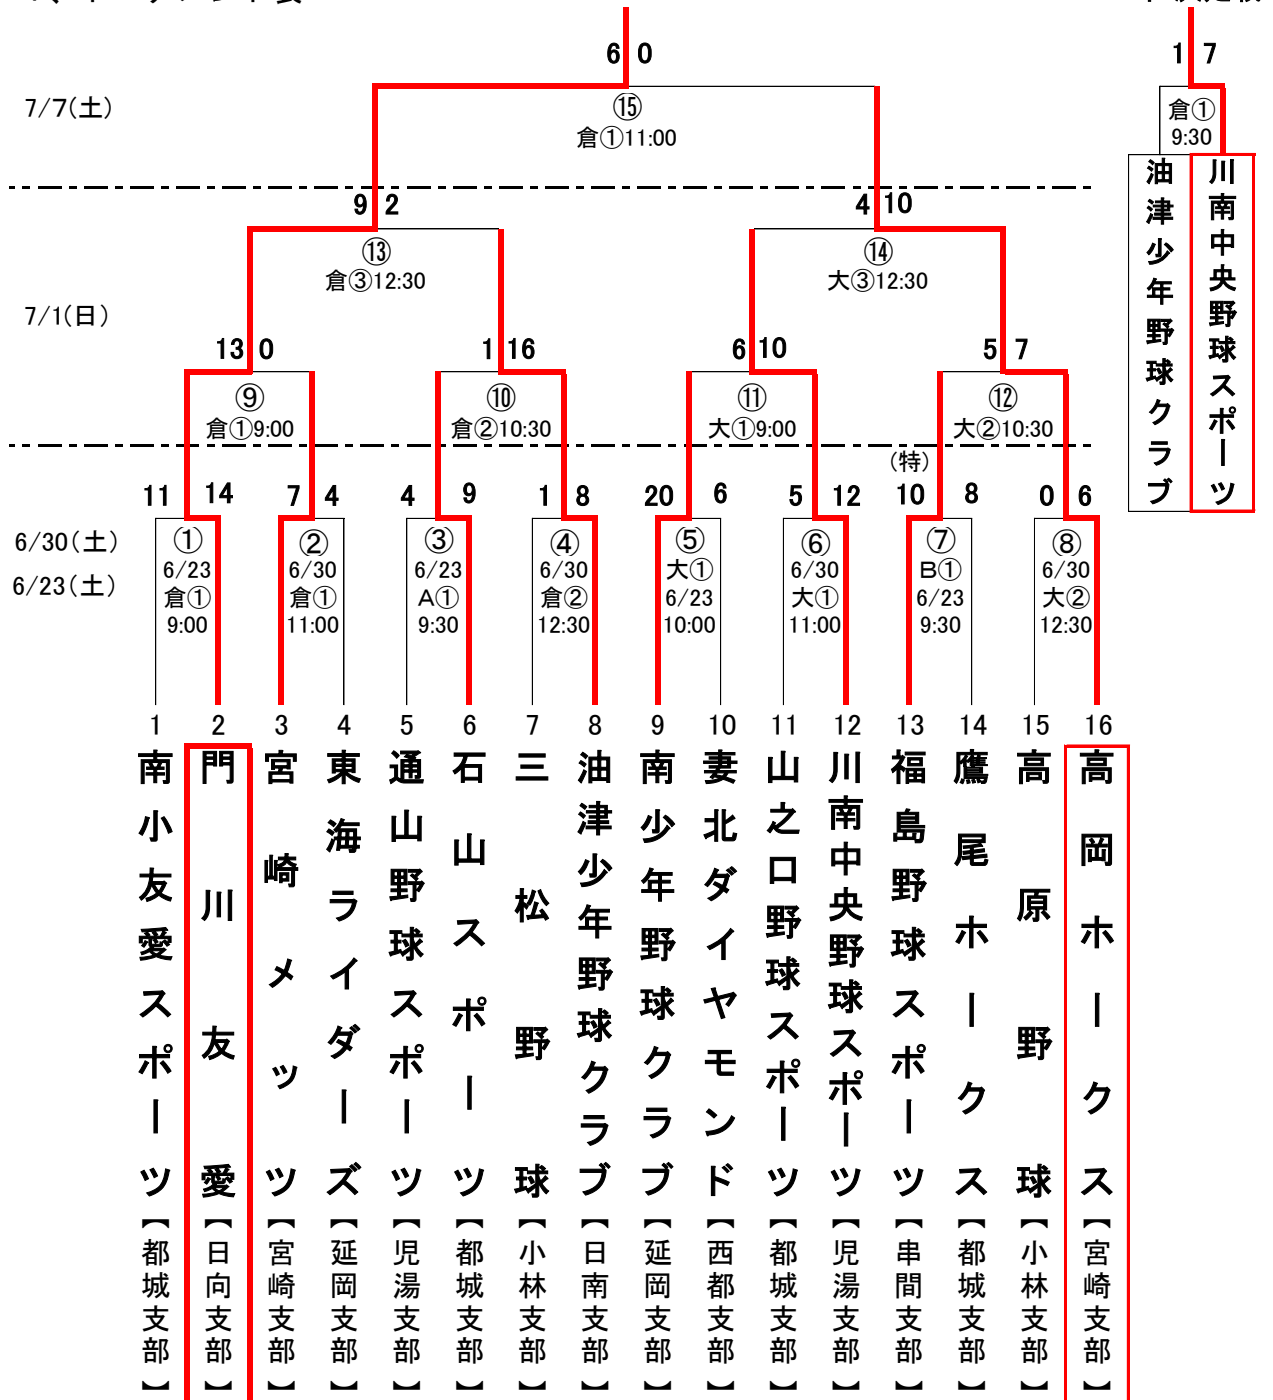 6 0
1 7
7/7(土)
⑮
倉①11:00
倉①
9:30
油津少年野球クラブ
川南中央野球スポーツ
9 2
4 10
⑬
倉③12:30
⑭
大③12:30
7/1(日)
13 0
1 16
6 10
5 7
⑨
倉①9:00
⑩
倉②10:30
⑪
大①9:00
⑫
大②10:30
(特)
11 14
7 4
4 9
1 8
20 6
5 12
10 8
0 6
6/30(土)
6/23(土)
①
6/23
倉①
9:00
②
6/30
倉①
11:00
③
6/23
A①
9:30
④
6/30
倉②
12:30
⑤
大①
6/23
10:00
⑥
6/30
大①
11:00
⑦
B①
6/23
9:30
⑧
6/30
大②
12:30
1
南小友愛スポーツ
【都城支部】
2
門川友愛
【日向支部】
3
宮崎メッツ
【宮崎支部】
4
東海ライダーズ
【延岡支部】
5
通山野球スポーツ
【児湯支部】
6
石山スポーツ
【都城支部】
7
三松野球
【小林支部】
8
油津少年野球クラブ
【日南支部】
9
南少年野球クラブ
【延岡支部】
10
妻北ダイヤモンド
【西都支部】
11
山之口野球スポーツ
【都城支部】
12
川南中央野球スポーツ
【児湯支部】
13
福島野球スポーツ
【串間支部】
14
鷹尾ホークス
【都城支部】
15
高原野球
【小林支部】
16
高岡ホークス
【宮崎支部】